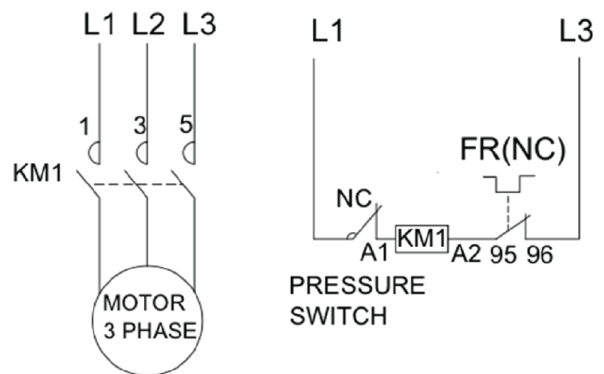 L1 L2 L3
1 3 5
KM1
MOTOR
3 PHASE
L1 L3
FR(NC)
NC
A1 KM1 A2 95 96
PRESSURE
SWITCH